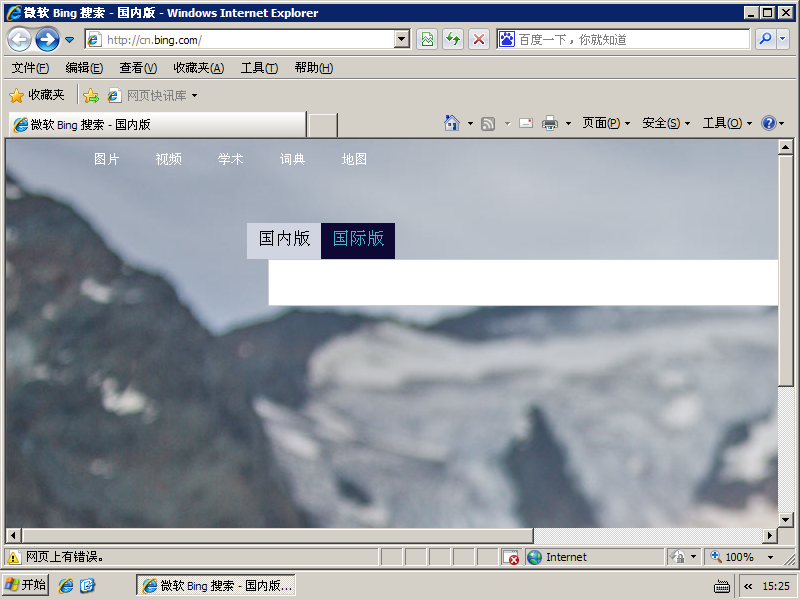 微软 Bing 搜索 - 国内版 - Windows Internet Explorer
http://cn.bing.com/
百度一下，你就知道
文件(F) 编辑(E) 查看(V) 收藏夹(A) 工具(T) 帮助(H)
收藏夹 网页快讯库
微软 Bing 搜索 - 国内版 页面(P) 安全(S) 工具(O)
图片 视频 学术 词典 地图
国内版 国际版
网页上有错误。 Internet 100%
开始 微软 Bing 搜索 - 国内版... « 15:25